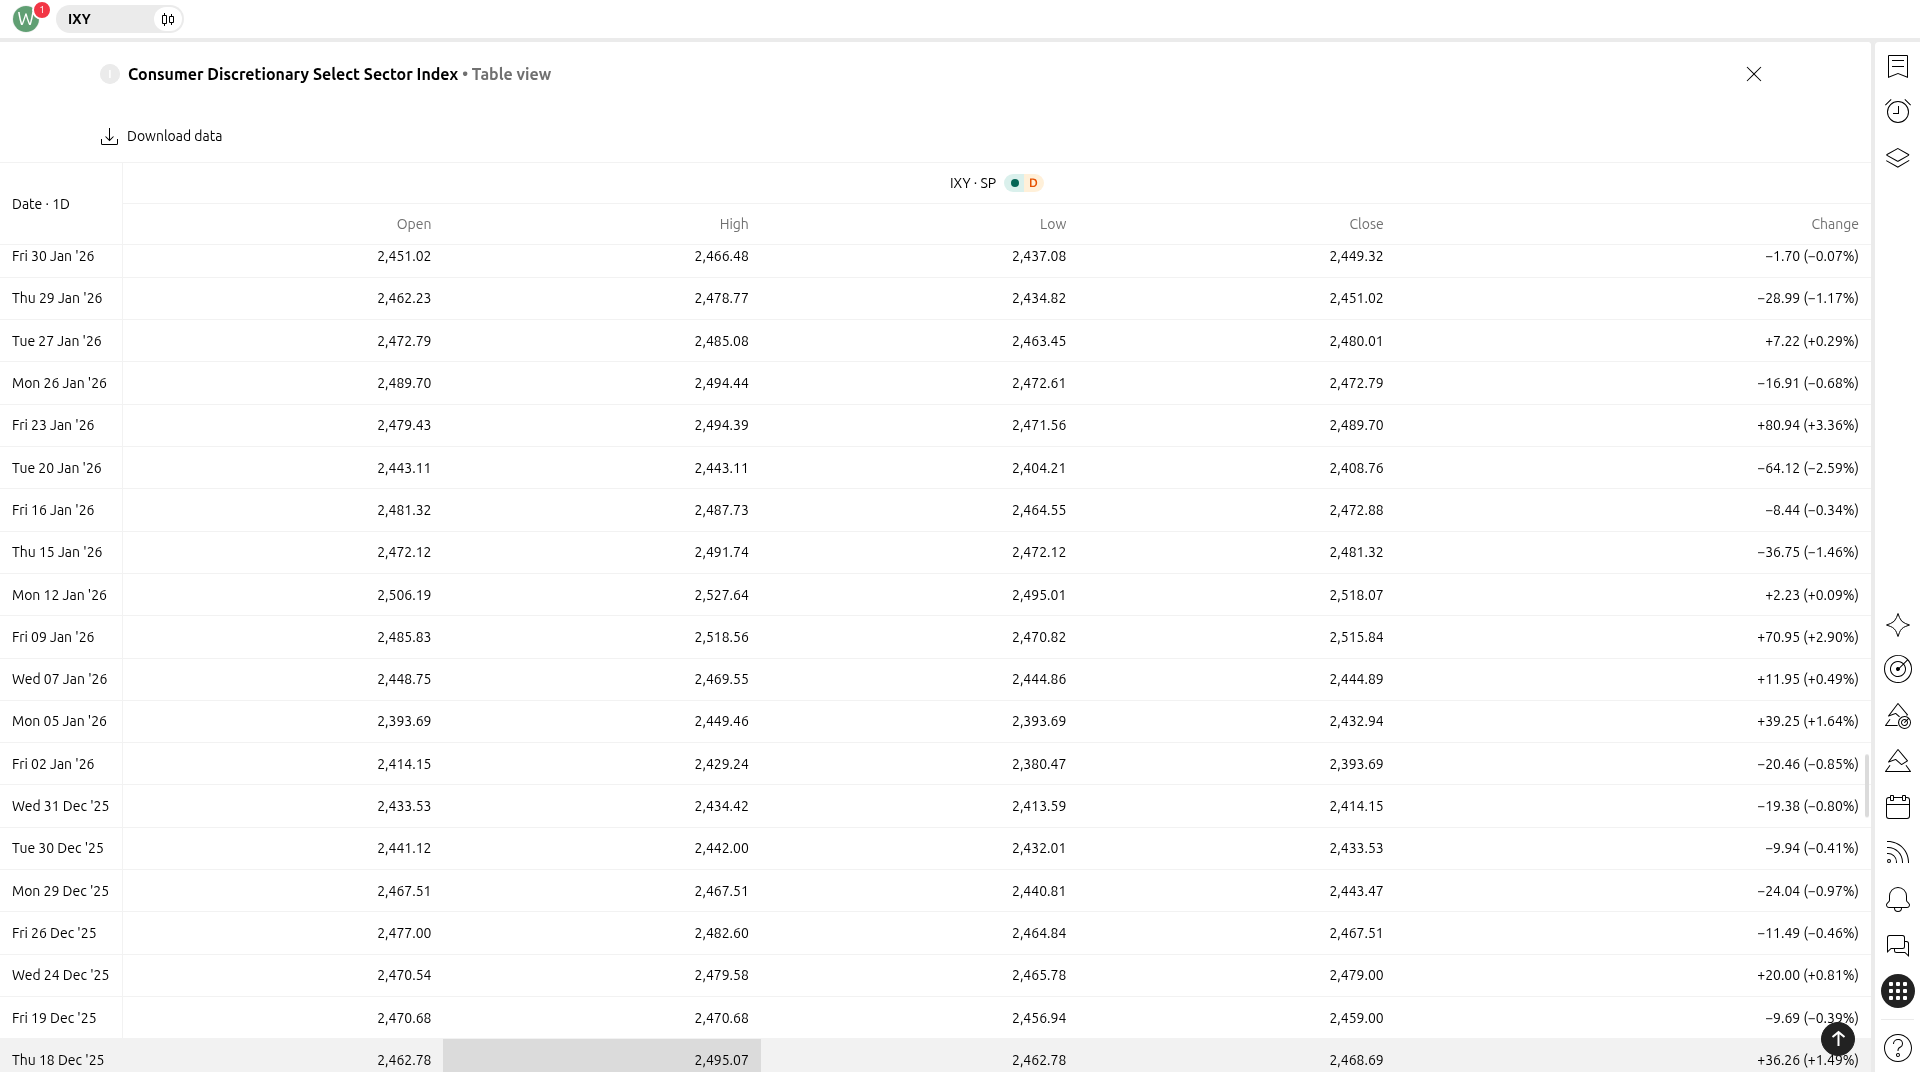 W 1 IXY
I Consumer Discretionary Select Sector Index • Table view
Download data
IXY · SP D
Date · 1D
Open High Low Close Change
Fri 30 Jan '26 2,451.02 2,466.48 2,437.08 2,449.32 −1.70 (−0.07%)
Thu 29 Jan '26 2,462.23 2,478.77 2,434.82 2,451.02 −28.99 (−1.17%)
Tue 27 Jan '26 2,472.79 2,485.08 2,463.45 2,480.01 +7.22 (+0.29%)
Mon 26 Jan '26 2,489.70 2,494.44 2,472.61 2,472.79 −16.91 (−0.68%)
Fri 23 Jan '26 2,479.43 2,494.39 2,471.56 2,489.70 +80.94 (+3.36%)
Tue 20 Jan '26 2,443.11 2,443.11 2,404.21 2,408.76 −64.12 (−2.59%)
Fri 16 Jan '26 2,481.32 2,487.73 2,464.55 2,472.88 −8.44 (−0.34%)
Thu 15 Jan '26 2,472.12 2,491.74 2,472.12 2,481.32 −36.75 (−1.46%)
Mon 12 Jan '26 2,506.19 2,527.64 2,495.01 2,518.07 +2.23 (+0.09%)
Fri 09 Jan '26 2,485.83 2,518.56 2,470.82 2,515.84 +70.95 (+2.90%)
Wed 07 Jan '26 2,448.75 2,469.55 2,444.86 2,444.89 +11.95 (+0.49%)
Mon 05 Jan '26 2,393.69 2,449.46 2,393.69 2,432.94 +39.25 (+1.64%)
Fri 02 Jan '26 2,414.15 2,429.24 2,380.47 2,393.69 −20.46 (−0.85%)
Wed 31 Dec '25 2,433.53 2,434.42 2,413.59 2,414.15 −19.38 (−0.80%)
Tue 30 Dec '25 2,441.12 2,442.00 2,432.01 2,433.53 −9.94 (−0.41%)
Mon 29 Dec '25 2,467.51 2,467.51 2,440.81 2,443.47 −24.04 (−0.97%)
Fri 26 Dec '25 2,477.00 2,482.60 2,464.84 2,467.51 −11.49 (−0.46%)
Wed 24 Dec '25 2,470.54 2,479.58 2,465.78 2,479.00 +20.00 (+0.81%)
Fri 19 Dec '25 2,470.68 2,470.68 2,456.94 2,459.00 −9.69 (−0.39%)
Thu 18 Dec '25 2,462.78 2,495.07 2,462.78 2,468.69 +36.26 (+1.49%)